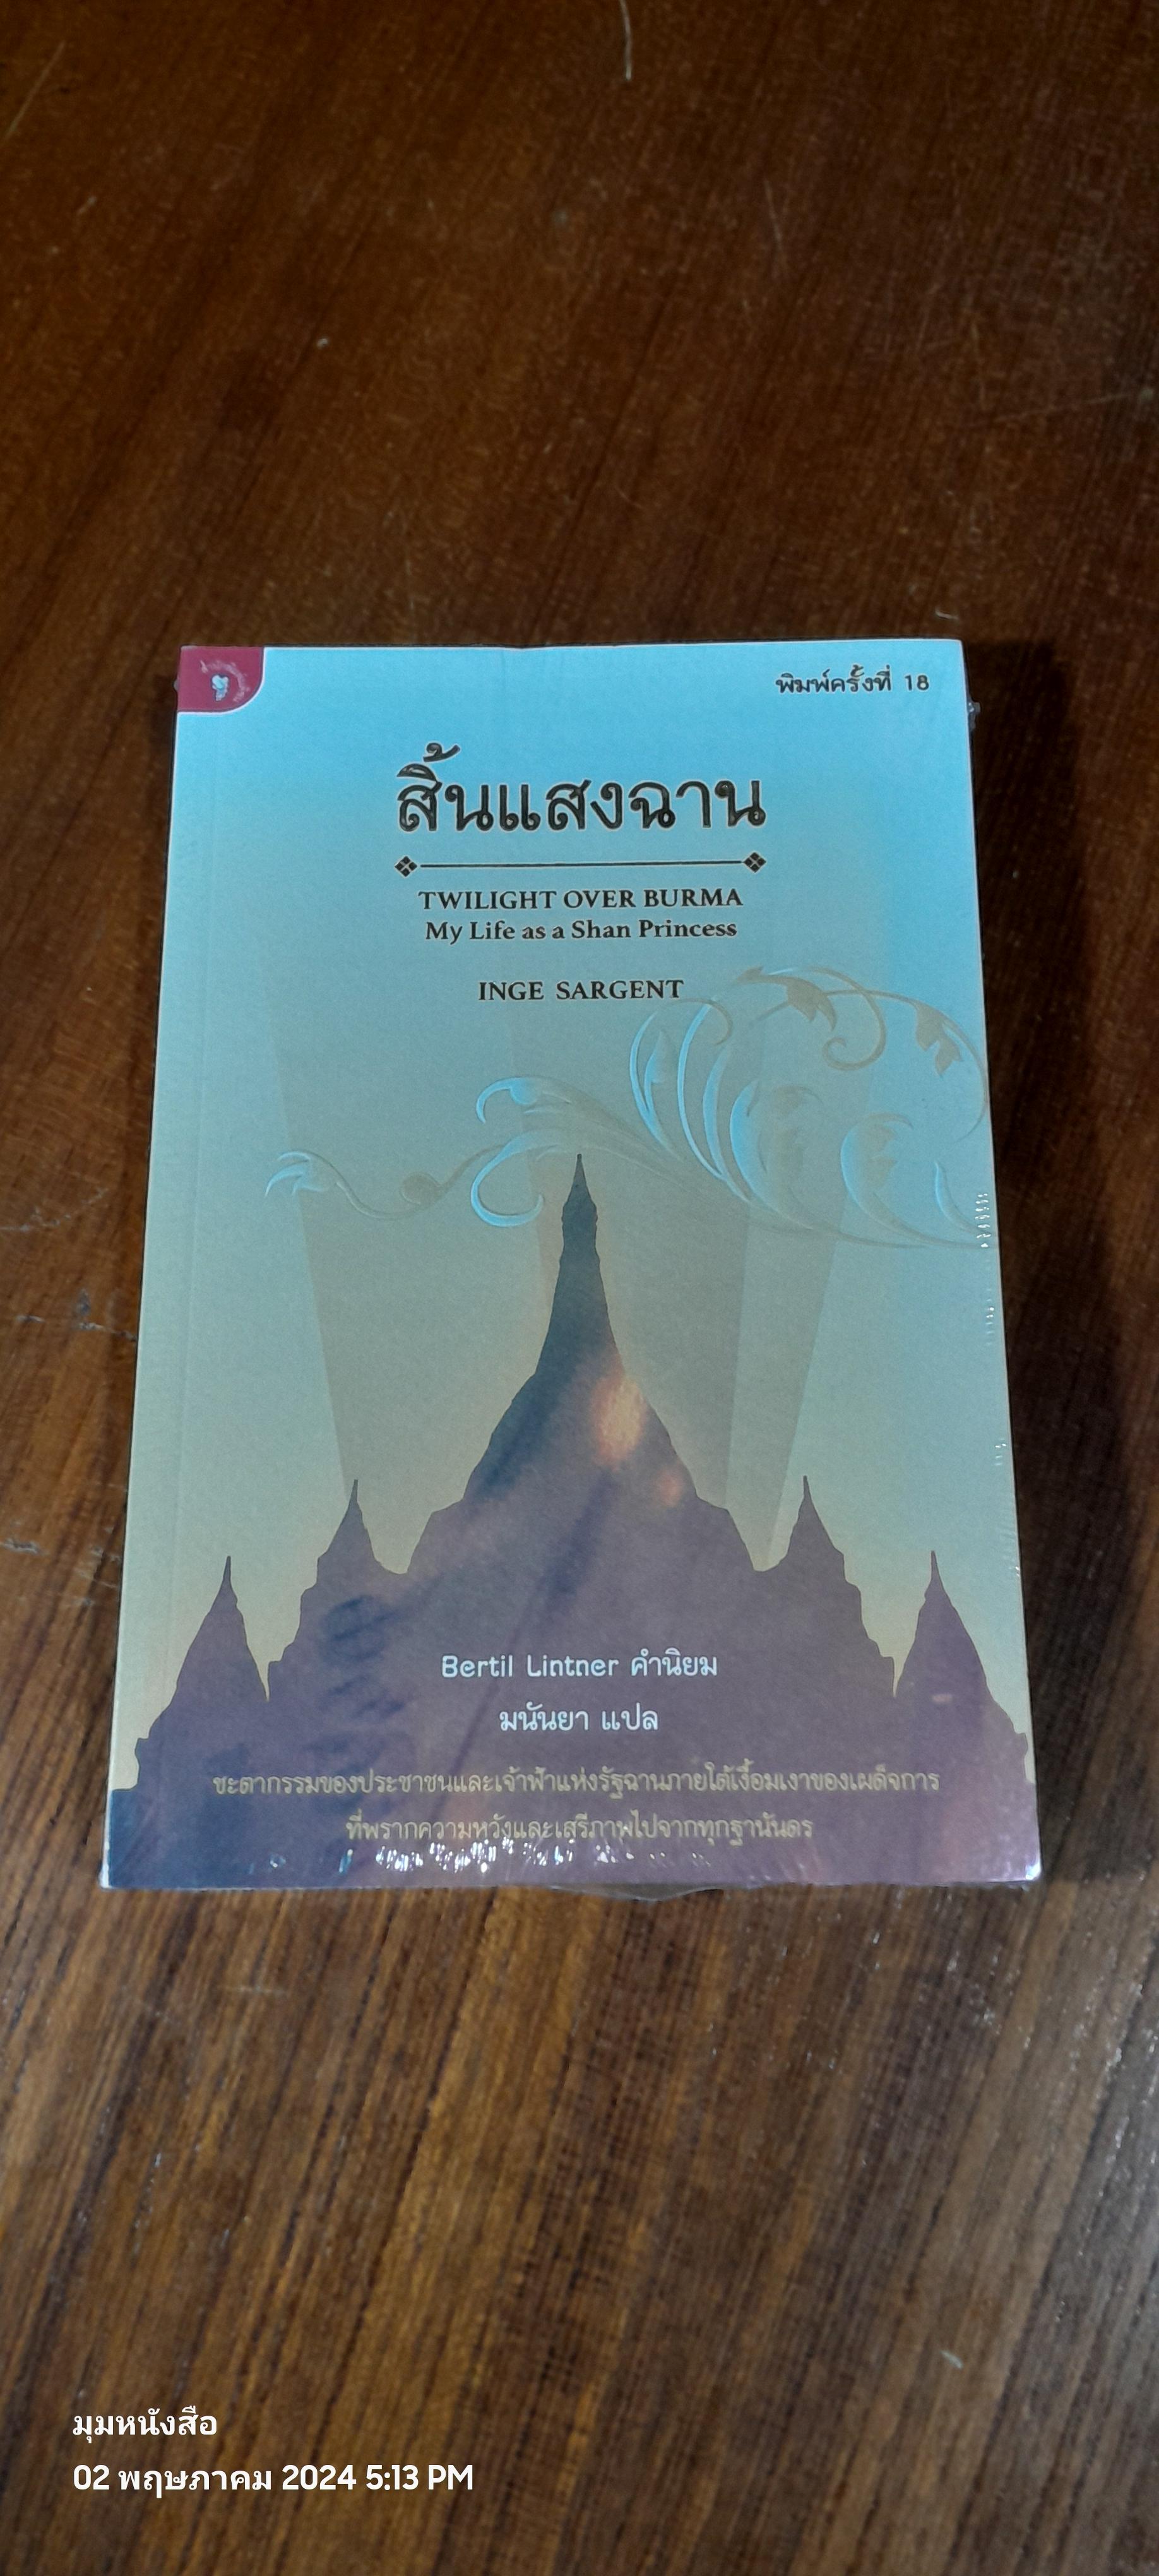 พิมพ์ครั้งที่ 18
สิ้นแสงฉาน
TWILIGHT OVER BURMA
My Life as a Shan Princess
INGE SARGENT
Bertil Lintner คำนิยม
มนันยา แปล
ชะตากรรมของประชาชนและเจ้าฟ้าแห่งรัฐฉานภายใต้เงื้อมเงาของเผด็จการ
ที่พรากความหวังและเสรีภาพไปจากทุกฐานันดร
มุมหนังสือ
02 พฤษภาคม 2024 5:13 PM